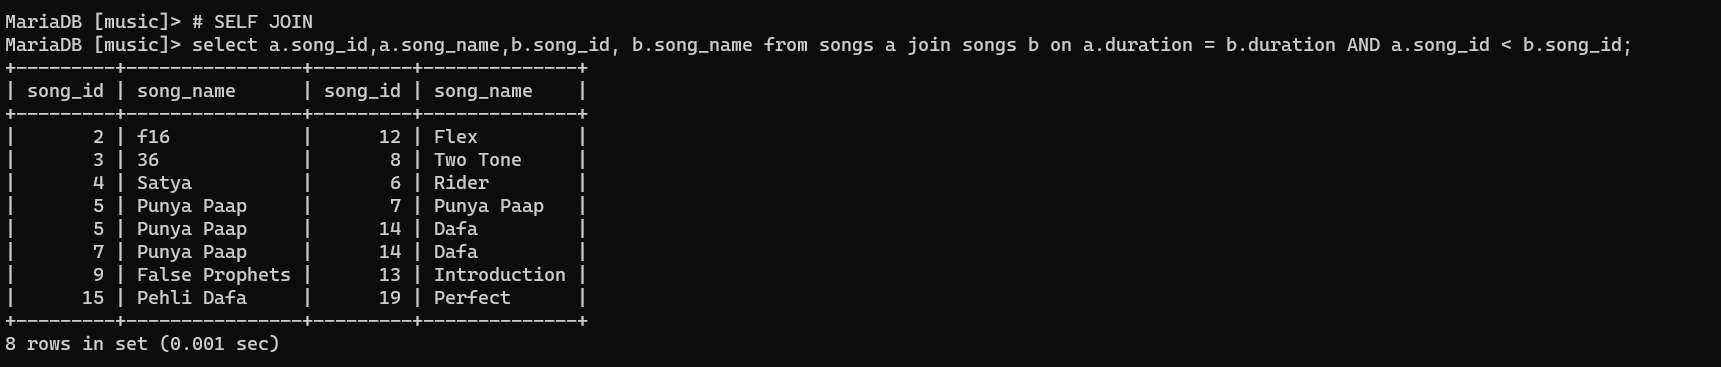 MariaDB [music]> # SELF JOIN
MariaDB [music]> select a.song_id,a.song_name,b.song_id, b.song_name from songs a join songs b on a.duration = b.duration AND a.song_id < b.song_id;
+---------+----------------+---------+--------------+
| song_id | song_name      | song_id | song_name    |
+---------+----------------+---------+--------------+
|       2 | f16            |      12 | Flex         |
|       3 | 36             |       8 | Two Tone     |
|       4 | Satya          |       6 | Rider        |
|       5 | Punya Paap     |       7 | Punya Paap   |
|       5 | Punya Paap     |      14 | Dafa         |
|       7 | Punya Paap     |      14 | Dafa         |
|       9 | False Prophets |      13 | Introduction |
|      15 | Pehli Dafa     |      19 | Perfect      |
+---------+----------------+---------+--------------+
8 rows in set (0.001 sec)